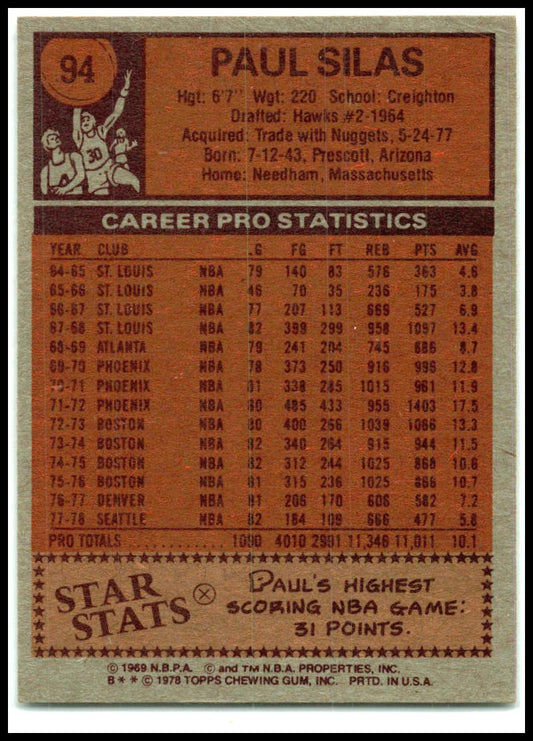 94
PAUL SILAS
Hgt: 6'7" Wgt: 220 School: Creighton
Drafted: Hawks #2-1964
Acquired: Trade with Nuggets, 5-24-77
Born: 7-12-43, Prescott, Arizona
Home: Needham, Massachusetts
30
CAREER PRO STATISTICS
YEAR CLUB G FG FT REB PTS AVG
64-65 ST. LOUIS NBA 79 140 83 576 363 4.6
65-66 ST. LOUIS NBA 46 70 35 236 175 3.8
66-67 ST. LOUIS NBA 77 207 113 669 527 6.9
67-68 ST. LOUIS NBA 82 399 299 958 1097 13.4
68-69 ATLANTA NBA 79 241 204 745 686 8.7
69-70 PHOENIX NBA 78 373 250 916 996 12.8
70-71 PHOENIX NBA 81 338 285 1015 961 11.9
71-72 PHOENIX NBA 80 485 433 955 1403 17.5
72-73 BOSTON NBA 80 400 266 1039 1066 13.3
73-74 BOSTON NBA 82 340 264 915 944 11.5
74-75 BOSTON NBA 82 312 244 1025 868 10.6
75-76 BOSTON NBA 81 315 236 1025 866 10.7
76-77 DENVER NBA 81 206 170 606 582 7.2
77-78 SEATTLE NBA 82 184 109 666 477 5.8
PRO TOTALS 1090 4010 2991 11,346 11,011 10.1
STAR STATS
PAUL'S HIGHEST
SCORING NBA GAME:
31 POINTS.
© 1969 N.B.P.A. © and TM N.B.A. PROPERTIES, INC.
B * * © 1978 TOPPS CHEWING GUM, INC. PRTD. IN U.S.A.